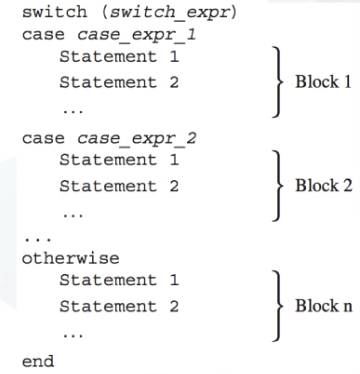 switch (switch_expr)
case case_expr_1
Statement 1
Statement 2
...
Block 1
case case_expr_2
Statement 1
Statement 2
...
Block 2
...
otherwise
Statement 1
Statement 2
...
Block n
end